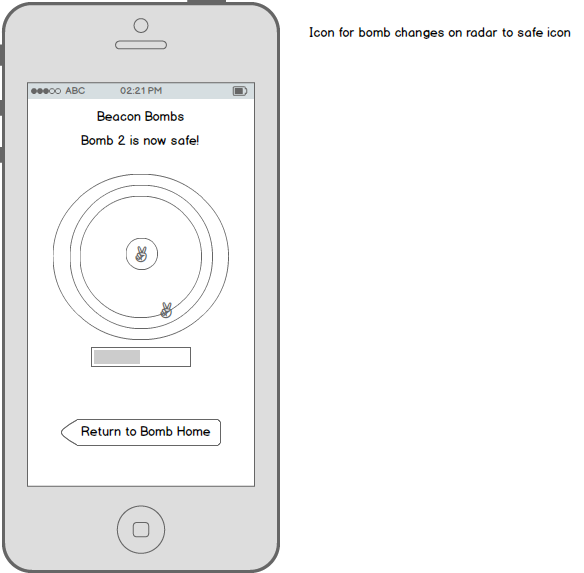 Icon for bomb changes on radar to safe icon
ABC 02:21 PM
Beacon Bombs
Bomb 2 is now safe!
Return to Bomb Home